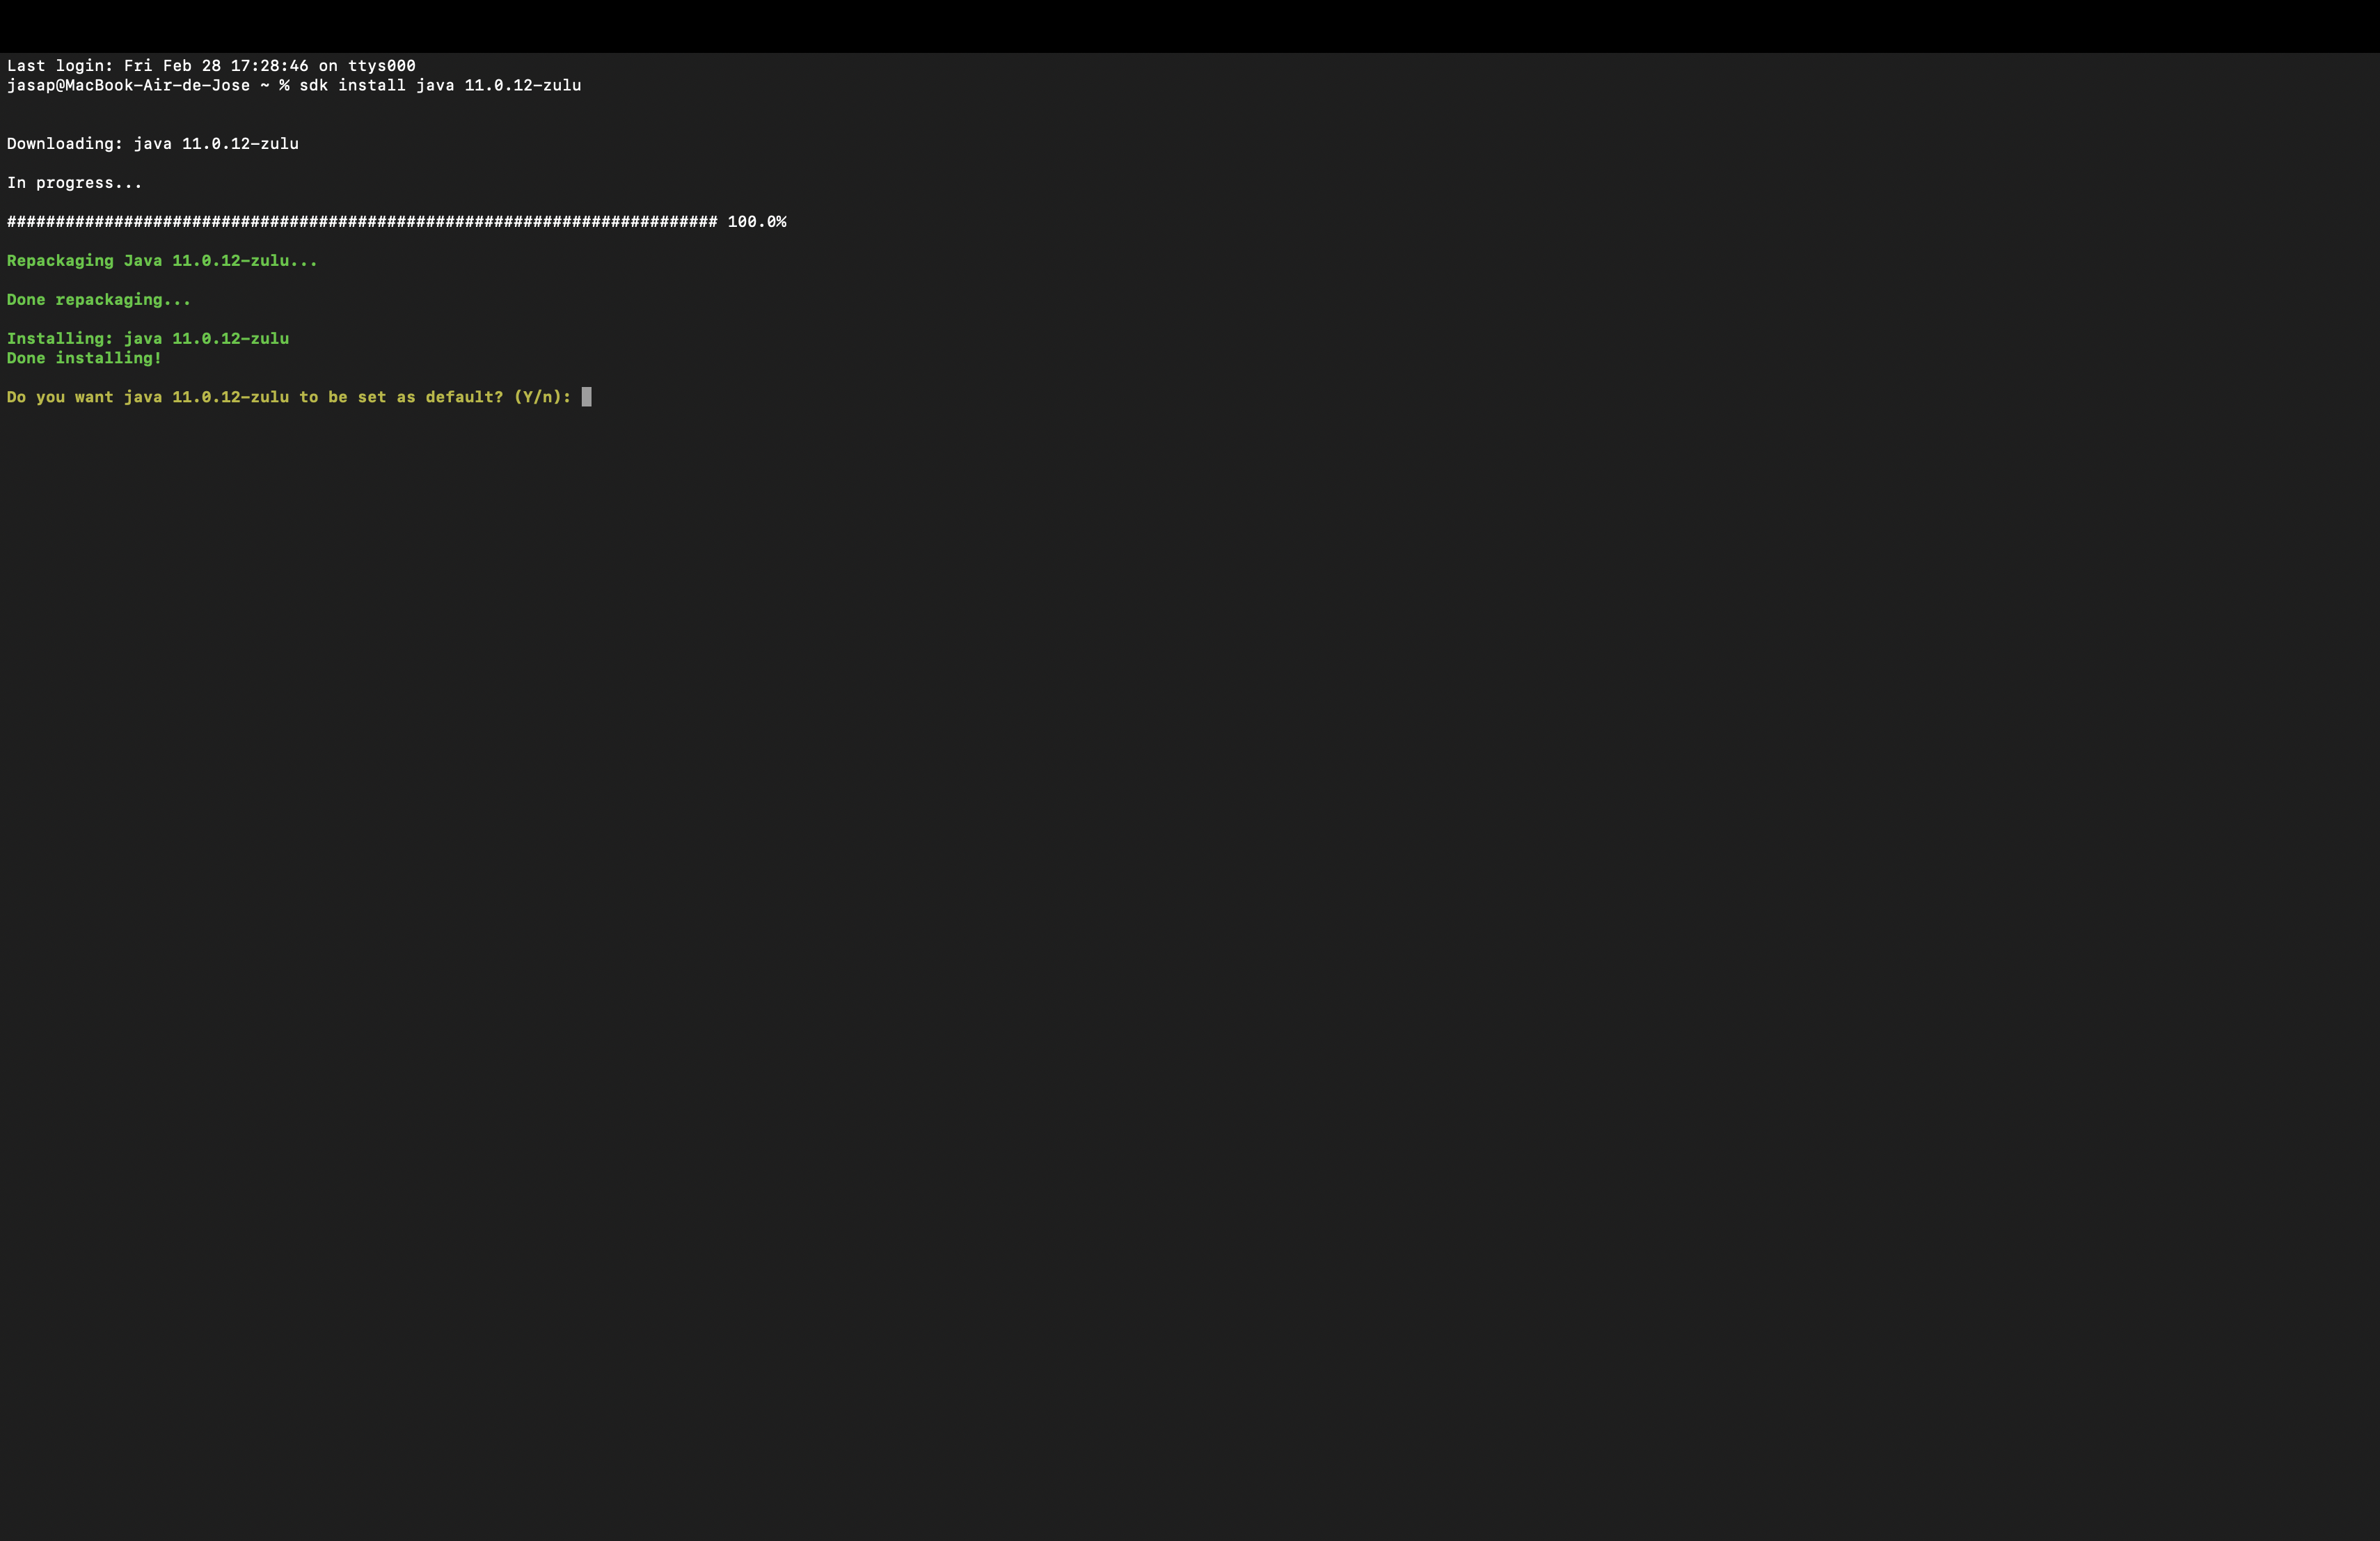 Last login: Fri Feb 28 17:28:46 on ttys000
jasap@MacBook-Air-de-Jose ~ % sdk install java 11.0.12-zulu
Downloading: java 11.0.12-zulu
In progress...
######################################################################### 100.0%
Repackaging Java 11.0.12-zulu...
Done repackaging...
Installing: java 11.0.12-zulu
Done installing!
Do you want java 11.0.12-zulu to be set as default? (Y/n):